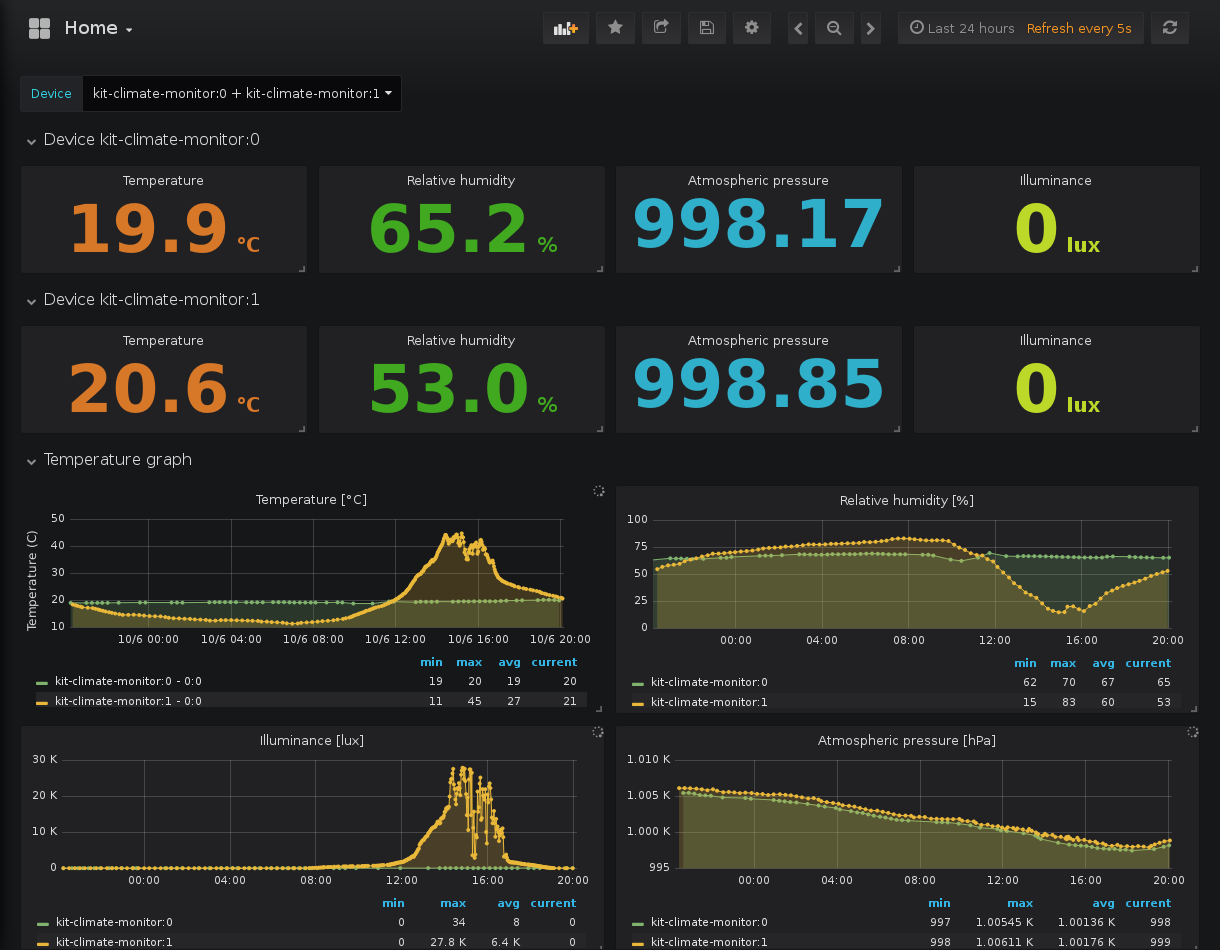 Home
Last 24 hours Refresh every 5s
Device kit-climate-monitor:0 + kit-climate-monitor:1
Device kit-climate-monitor:0
Temperature Relative humidity Atmospheric pressure Illuminance
19.9 °C 65.2 % 998.17 0 lux
Device kit-climate-monitor:1
Temperature Relative humidity Atmospheric pressure Illuminance
20.6 °C 53.0 % 998.85 0 lux
Temperature graph
Temperature [°C]
Temperature (C)
50
40
30
20
10
10/6 00:00 10/6 04:00 10/6 08:00 10/6 12:00 10/6 16:00 10/6 20:00
min max avg current
kit-climate-monitor:0 - 0:0 19 20 19 20
kit-climate-monitor:1 - 0:0 11 45 27 21
Relative humidity [%]
100
75
50
25
0
00:00 04:00 08:00 12:00 16:00 20:00
min max avg current
kit-climate-monitor:0 62 70 67 65
kit-climate-monitor:1 15 83 60 53
Illuminance [lux]
30 K
20 K
10 K
0
00:00 04:00 08:00 12:00 16:00 20:00
min max avg current
kit-climate-monitor:0 0 34 8 0
kit-climate-monitor:1 0 27.8 K 6.4 K 0
Atmospheric pressure [hPa]
1.010 K
1.005 K
1.000 K
995
00:00 04:00 08:00 12:00 16:00 20:00
min max avg current
kit-climate-monitor:0 997 1.00545 K 1.00136 K 998
kit-climate-monitor:1 998 1.00611 K 1.00176 K 999